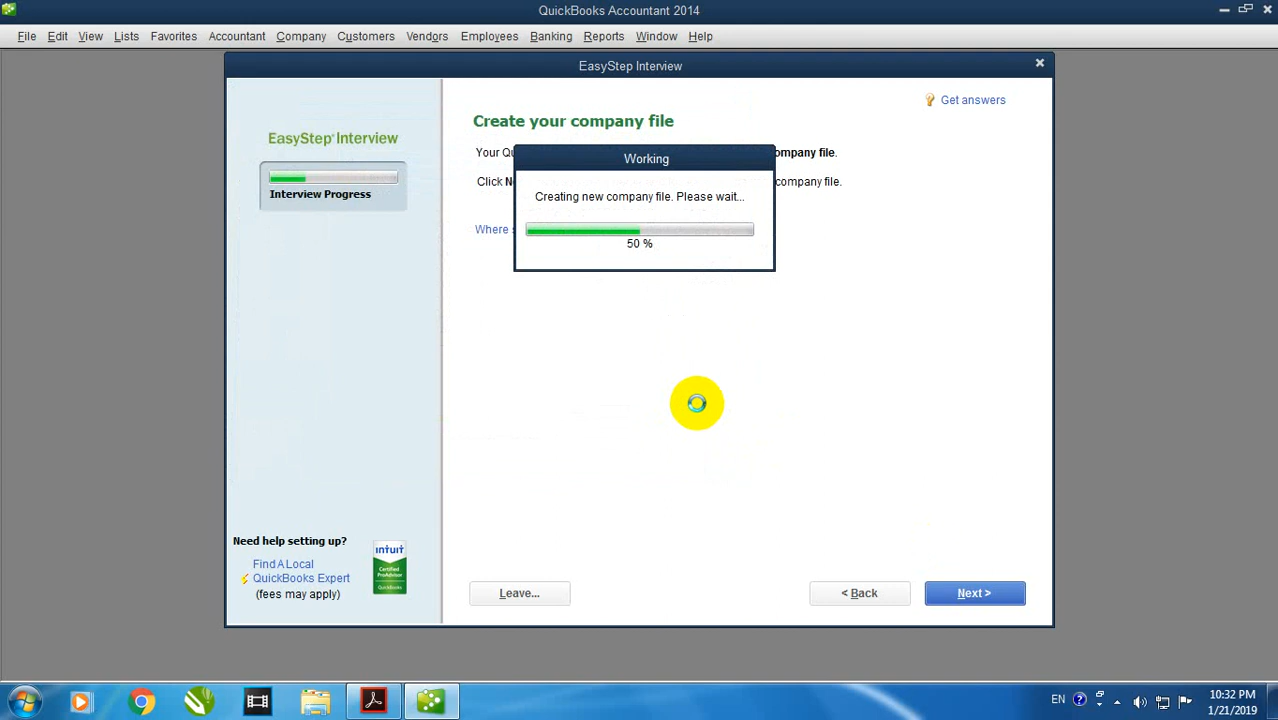 QuickBooks Accountant 2014
File Edit View Lists Favorites Accountant Company Customers Vendors Employees Banking Reports Window Help
EasyStep Interview
Get answers
EasyStep Interview
Interview Progress
Create your company file
Your Qu
ompany file.
Click N
company file.
Where s
Working
Creating new company file. Please wait...
50 %
Need help setting up?
Find A Local
QuickBooks Expert
(fees may apply)
intuit
Certified
ProAdvisor
QuickBooks
Leave...
< Back
Next >
EN
10:32 PM
1/21/2019